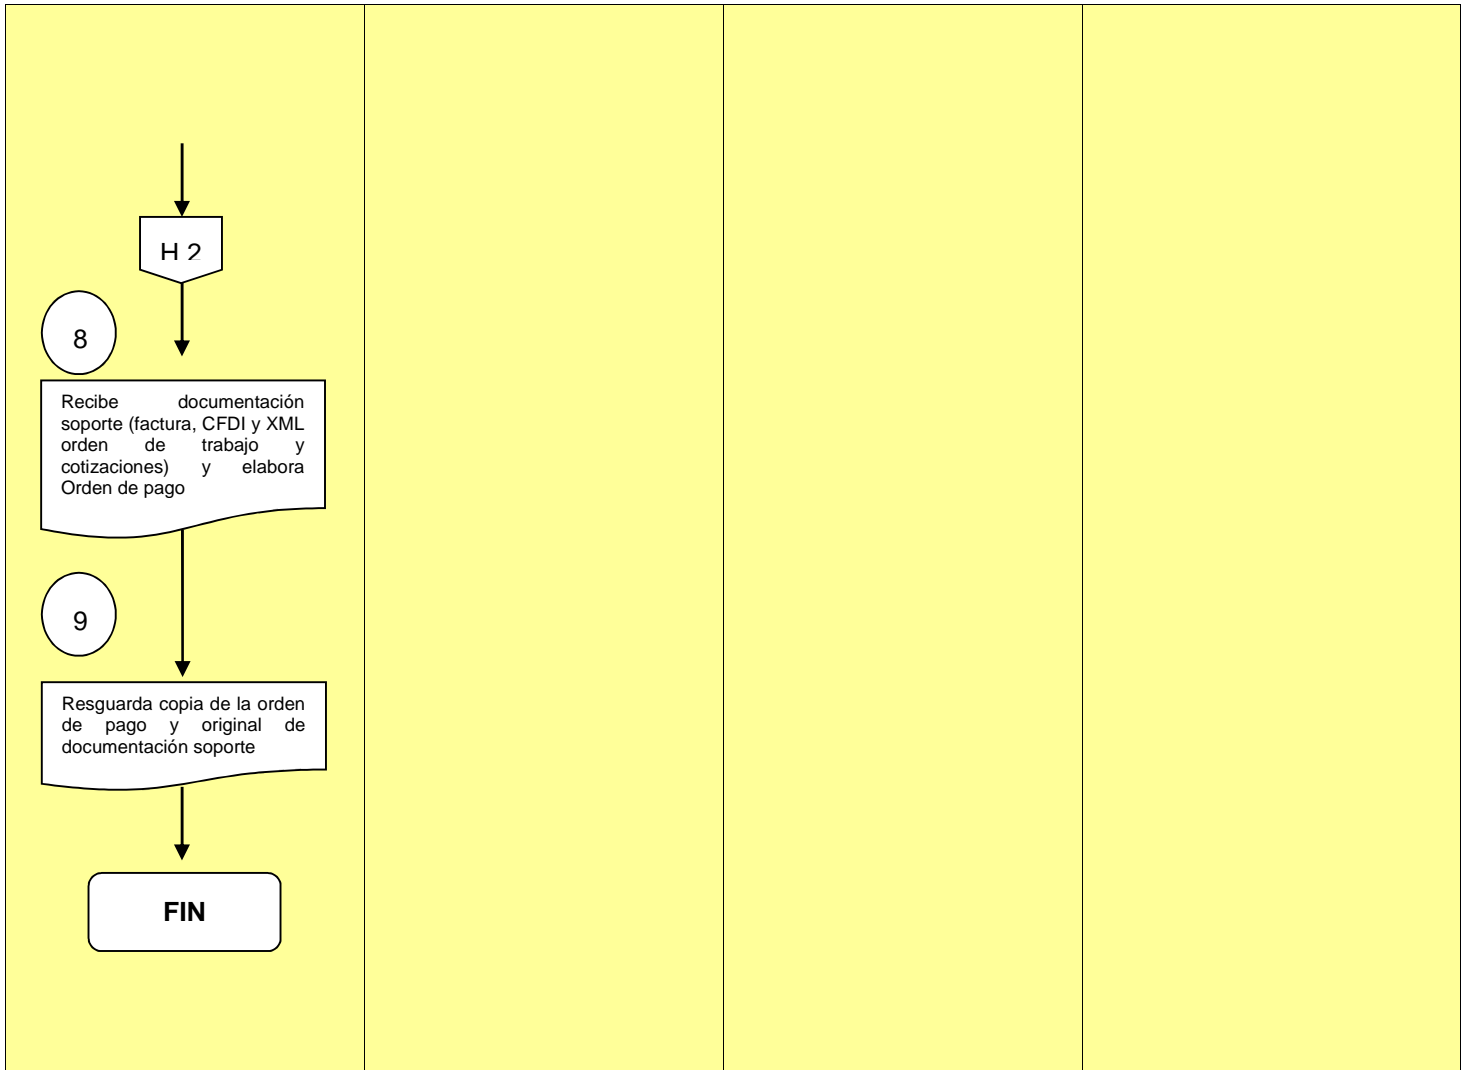 H 2
8
Recibe documentación
soporte (factura, CFDI y XML
orden de trabajo y
cotizaciones) y elabora
Orden de pago
9
Resguarda copia de la orden
de pago y original de
documentación soporte
FIN